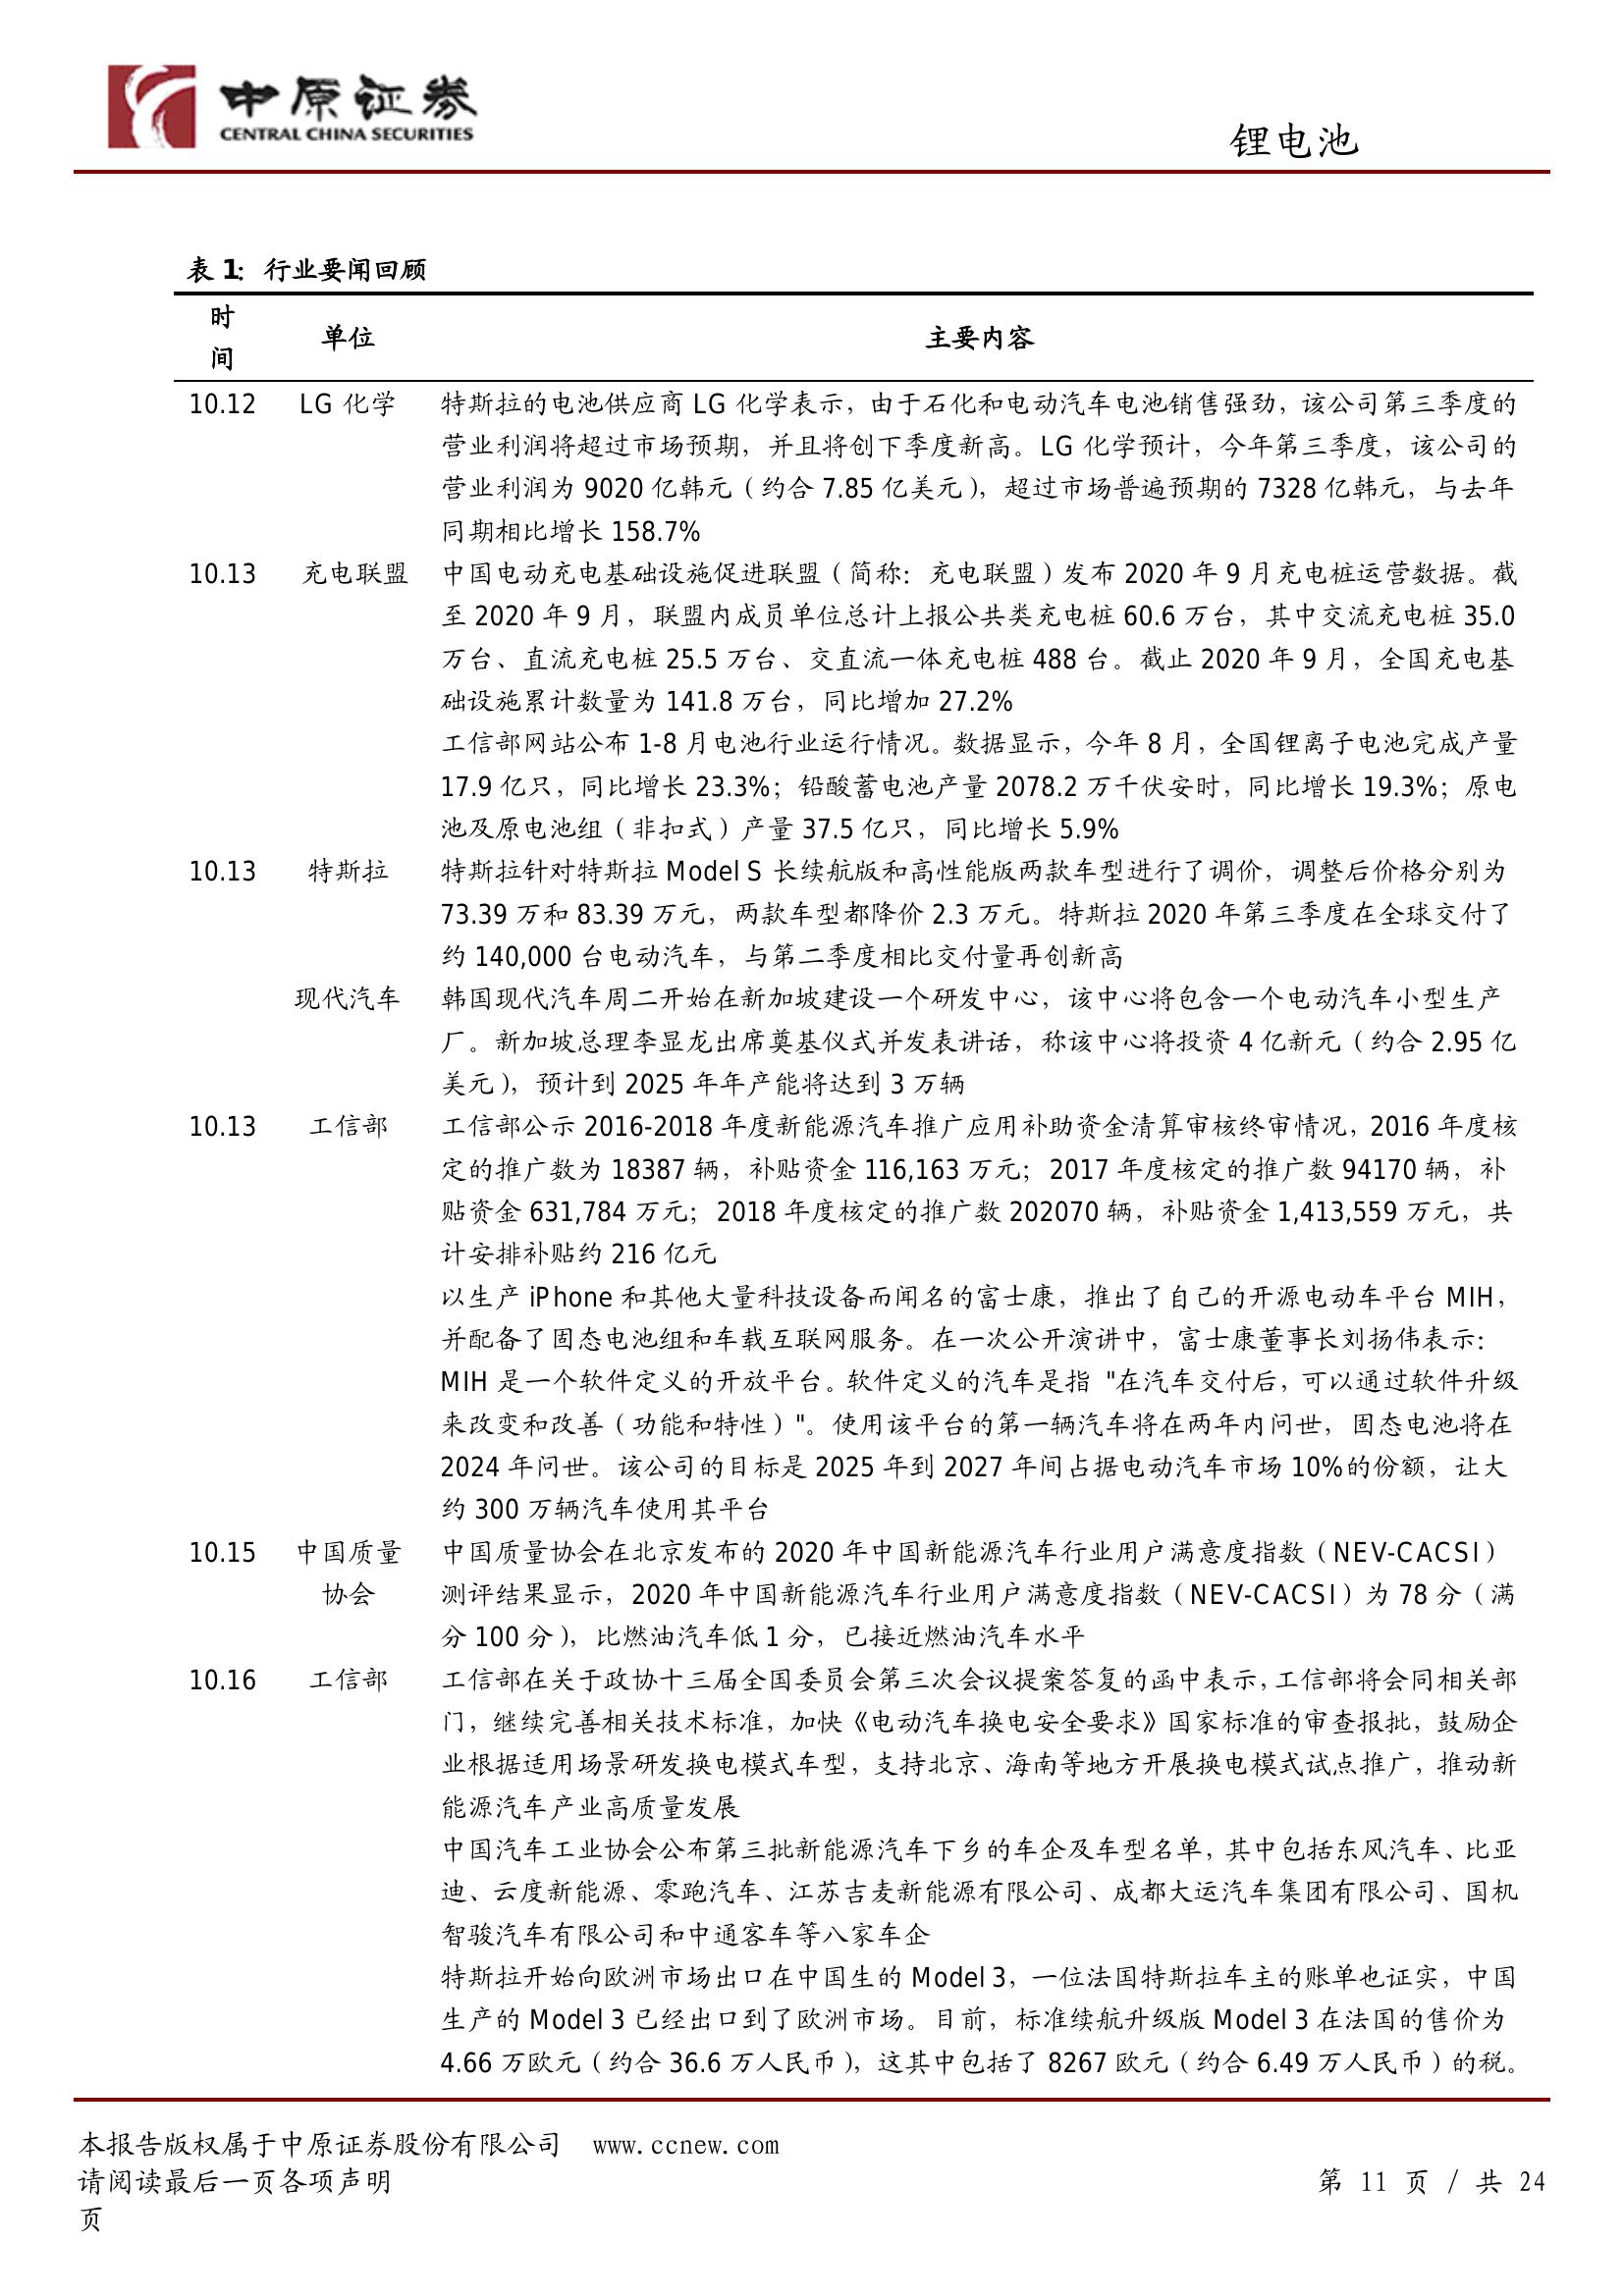 中原证券
CENTRAL CHINA SECURITIES
锂电池
表 1：行业要闻回顾
时
间
单位
主要内容
10.12 LG 化学 特斯拉的电池供应商 LG 化学表示，由于石化和电动汽车电池销售强劲，该公司第三季度的
营业利润将超过市场预期，并且将创下季度新高。LG 化学预计，今年第三季度，该公司的
营业利润为 9020 亿韩元（约合 7.85 亿美元），超过市场普遍预期的 7328 亿韩元，与去年
同期相比增长 158.7%
10.13 充电联盟 中国电动充电基础设施促进联盟（简称：充电联盟）发布 2020 年 9 月充电桩运营数据。截
至 2020 年 9 月，联盟内成员单位总计上报公共类充电桩 60.6 万台，其中交流充电桩 35.0
万台、直流充电桩 25.5 万台、交直流一体充电桩 488 台。截止 2020 年 9 月，全国充电基
础设施累计数量为 141.8 万台，同比增加 27.2%
工信部网站公布 1-8 月电池行业运行情况。数据显示，今年 8 月，全国锂离子电池完成产量
17.9 亿只，同比增长 23.3%；铅酸蓄电池产量 2078.2 万千伏安时，同比增长 19.3%；原电
池及原电池组（非扣式）产量 37.5 亿只，同比增长 5.9%
10.13 特斯拉 特斯拉针对特斯拉 Model S 长续航版和高性能版两款车型进行了调价，调整后价格分别为
73.39 万和 83.39 万元，两款车型都降价 2.3 万元。特斯拉 2020 年第三季度在全球交付了
约 140,000 台电动汽车，与第二季度相比交付量再创新高
现代汽车 韩国现代汽车周二开始在新加坡建设一个研发中心，该中心将包含一个电动汽车小型生产
厂。新加坡总理李显龙出席奠基仪式并发表讲话，称该中心将投资 4 亿新元（约合 2.95 亿
美元），预计到 2025 年年产能将达到 3 万辆
10.13 工信部 工信部公示 2016-2018 年度新能源汽车推广应用补助资金清算审核终审情况，2016 年度核
定的推广数为 18387 辆，补贴资金 116,163 万元；2017 年度核定的推广数 94170 辆，补
贴资金 631,784 万元；2018 年度核定的推广数 202070 辆，补贴资金 1,413,559 万元，共
计安排补贴约 216 亿元
以生产 iPhone 和其他大量科技设备而闻名的富士康，推出了自己的开源电动车平台 MIH，
并配备了固态电池组和车载互联网服务。在一次公开演讲中，富士康董事长刘扬伟表示：
MIH 是一个软件定义的开放平台。软件定义的汽车是指 "在汽车交付后，可以通过软件升级
来改变和改善（功能和特性）"。使用该平台的第一辆汽车将在两年内问世，固态电池将在
2024 年问世。该公司的目标是 2025 年到 2027 年间占据电动汽车市场 10%的份额，让大
约 300 万辆汽车使用其平台
10.15 中国质量 中国质量协会在北京发布的 2020 年中国新能源汽车行业用户满意度指数（NEV-CACSI）
协会 测评结果显示，2020 年中国新能源汽车行业用户满意度指数（NEV-CACSI）为 78 分（满
分 100 分），比燃油汽车低 1 分，已接近燃油汽车水平
10.16 工信部 工信部在关于政协十三届全国委员会第三次会议提案答复的函中表示，工信部将会同相关部
门，继续完善相关技术标准，加快《电动汽车换电安全要求》国家标准的审查报批，鼓励企
业根据适用场景研发换电模式车型，支持北京、海南等地方开展换电模式试点推广，推动新
能源汽车产业高质量发展
中国汽车工业协会公布第三批新能源汽车下乡的车企及车型名单，其中包括东风汽车、比亚
迪、云度新能源、零跑汽车、江苏吉麦新能源有限公司、成都大运汽车集团有限公司、国机
智骏汽车有限公司和中通客车等八家车企
特斯拉开始向欧洲市场出口在中国生的 Model 3，一位法国特斯拉车主的账单也证实，中国
生产的 Model 3 已经出口到了欧洲市场。目前，标准续航升级版 Model 3 在法国的售价为
4.66 万欧元（约合 36.6 万人民币），这其中包括了 8267 欧元（约合 6.49 万人民币）的税。
本报告版权属于中原证券股份有限公司 www.ccnew.com
请阅读最后一页各项声明 第 11 页 / 共 24
页